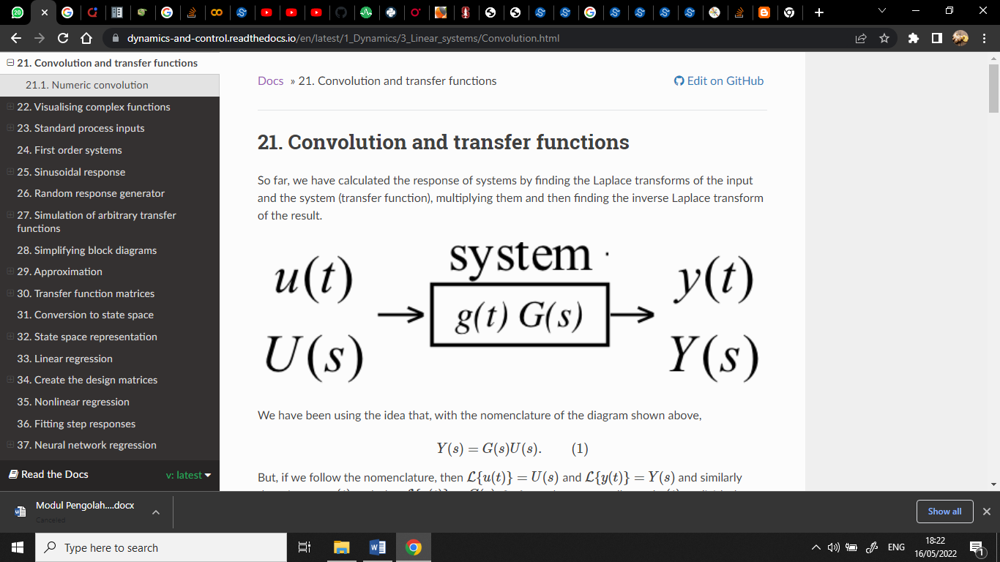 20
dynamics-and-control.readthedocs.io/en/latest/1_Dynamics/3_Linear_systems/Convolution.html
21. Convolution and transfer functions
21.1. Numeric convolution
22. Visualising complex functions
23. Standard process inputs
24. First order systems
25. Sinusoidal response
26. Random response generator
27. Simulation of arbitrary transfer
functions
28. Simplifying block diagrams
29. Approximation
30. Transfer function matrices
31. Conversion to state space
32. State space representation
33. Linear regression
34. Create the design matrices
35. Nonlinear regression
36. Fitting step responses
37. Neural network regression
Read the Docs
v: latest
Docs » 21. Convolution and transfer functions
Edit on GitHub
21. Convolution and transfer functions
So far, we have calculated the response of systems by finding the Laplace transforms of the input
and the system (transfer function), multiplying them and then finding the inverse Laplace transform
of the result.
system
u(t)
y(t)
g(t) G(s)
U(s)
Y(s)
We have been using the idea that, with the nomenclature of the diagram shown above,
Y(s) = G(s)U(s). (1)
But, if we follow the nomenclature, then ℒ{u(t)} = U(s) and ℒ{y(t)} = Y(s) and similarly
Modul Pengolah....docx
Canceled
Show all
Type here to search
ENG
18:22
16/05/2022
1